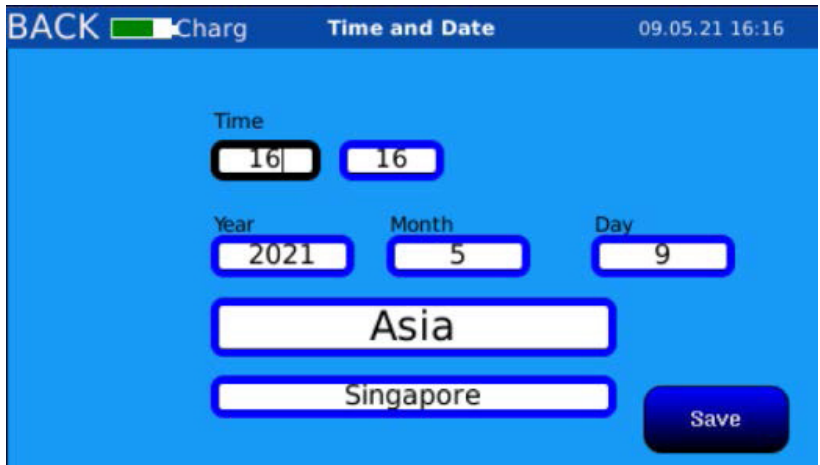 BACK Charg Time and Date 09.05.21 16:16
Time
16 16
Year Month Day
2021 5 9
Asia
Singapore
Save